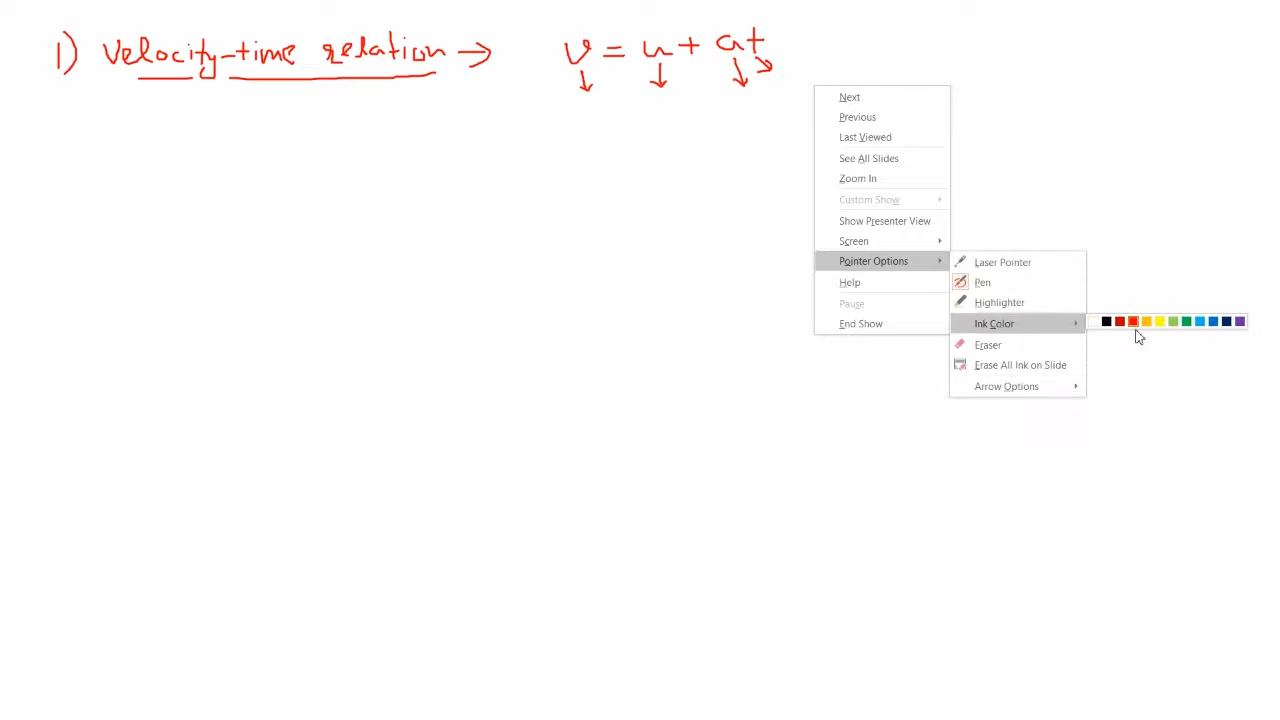 1) Velocity-time relation → v = u + at
Next
Previous
Last Viewed
See All Slides
Zoom In
Custom Show
Show Presenter View
Screen
Pointer Options
Help
Pause
End Show
Laser Pointer
Pen
Highlighter
Ink Color
Eraser
Erase All Ink on Slide
Arrow Options